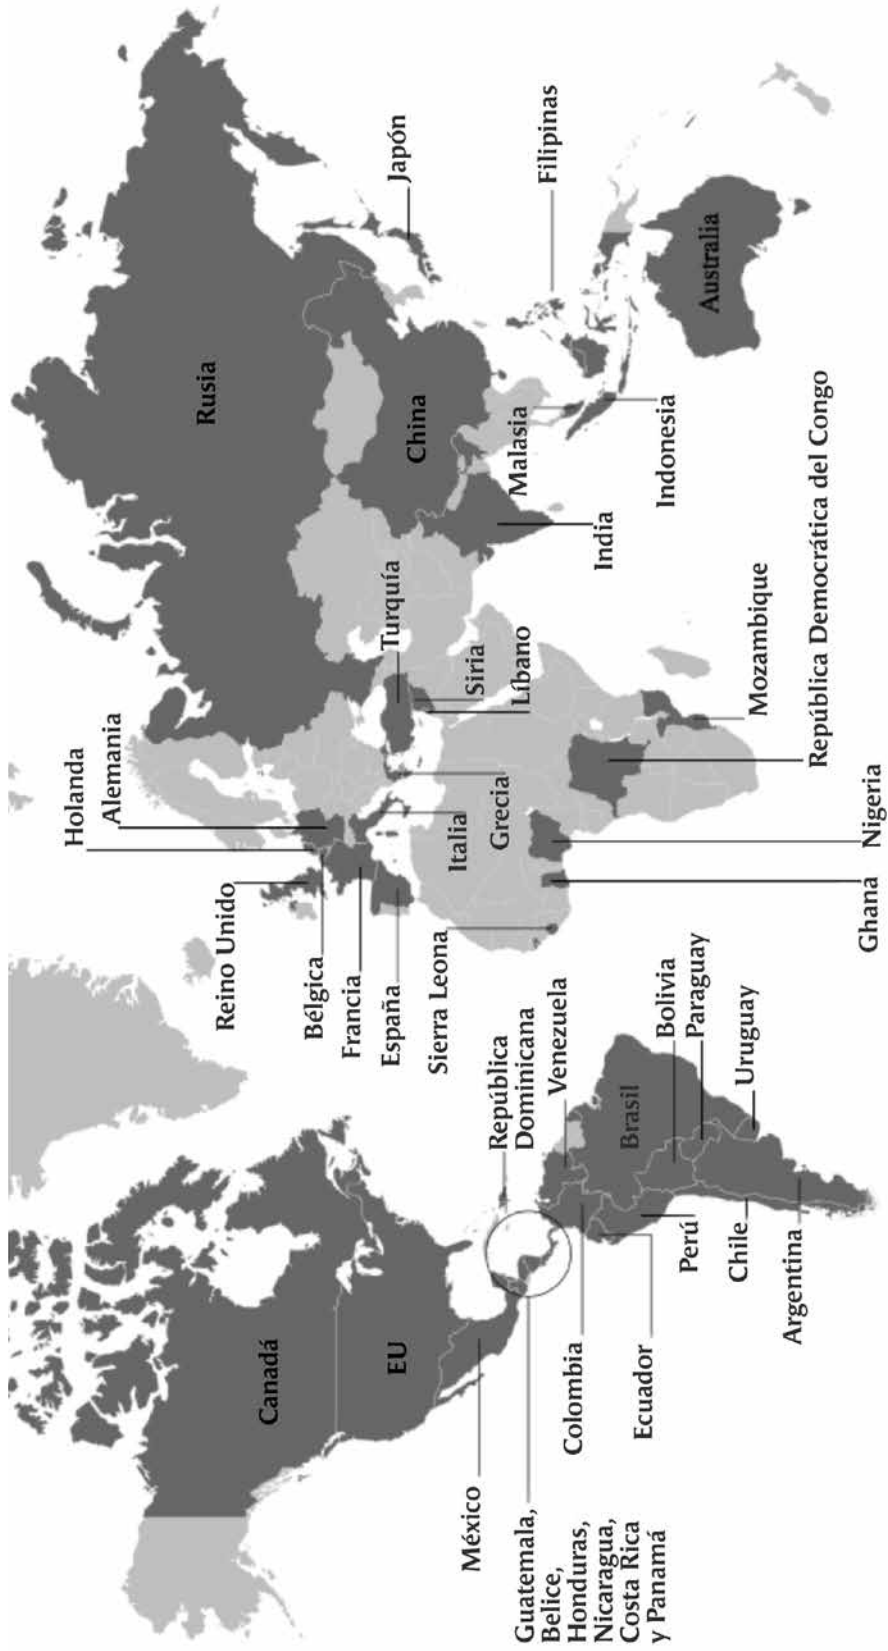 Canadá
EU
México
Guatemala,
Belice,
Honduras,
Nicaragua,
Costa Rica
y Panamá
República
Dominicana
Venezuela
Colombia
Ecuador
Perú
Brasil
Bolivia
Paraguay
Uruguay
Chile
Argentina
Reino Unido
Holanda
Alemania
Bélgica
Francia
España
Italia
Grecia
Turquía
Siria
Líbano
Sierra Leona
Ghana
Nigeria
República Democrática del Congo
Mozambique
Rusia
China
Japón
India
Malasia
Indonesia
Filipinas
Australia